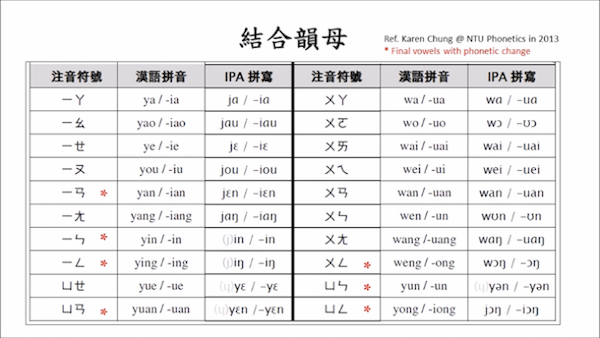 結合韻母
Ref. Karen Chung @ NTU Phonetics in 2013
* Final vowels with phonetic change
注音符號 漢語拼音 IPA 拼寫 注音符號 漢語拼音 IPA 拼寫
ㄧㄚ ya / -ia jɑ / -iɑ ㄨㄚ wa / -ua wɑ / -uɑ
ㄧㄠ yao / -iao jɑu / -iɑu ㄨㄛ wo / -uo wɔ / -ʊɔ
ㄧㄝ ye / -ie jɛ / -iɛ ㄨㄞ wai / -uai wai / -uai
ㄧㄡ you / -iu jou / -iou ㄨㄟ wei / -ui wei / -uei
ㄧㄢ * yan / -ian jɛn / -iɛn ㄨㄢ wan / -uan wan / -uan
ㄧㄤ yang / -iang jɑŋ / -iɑŋ ㄨㄣ wen / -un wʊn / -ʊn
ㄧㄣ * yin / -in (j)in / -in ㄨㄤ wang /-uang wɑŋ / -uɑŋ
ㄧㄥ * ying / -ing (j)iŋ / -iŋ ㄨㄥ * weng / -ong wɔŋ / -ɔŋ
ㄩㄝ yue / -ue (ɥ)yɛ / -yɛ ㄩㄣ * yun / -un (ɥ)yən / -yən
ㄩㄢ * yuan / -uan (ɥ)yɛn /-yɛn ㄩㄥ * yong / -iong jɔŋ / -iɔŋ